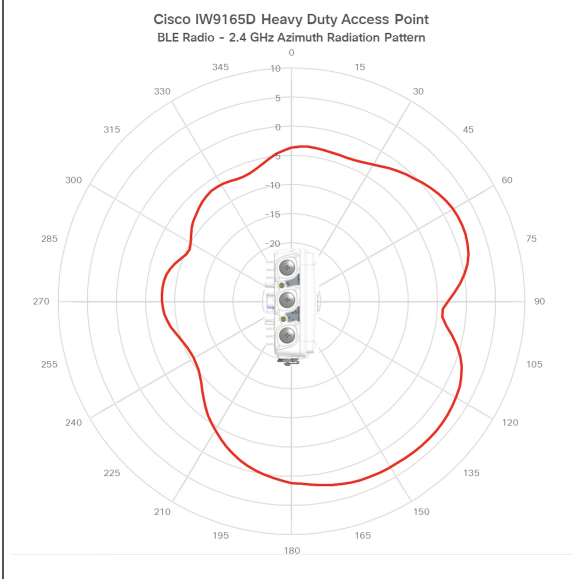 Cisco IW9165D Heavy Duty Access Point
BLE Radio - 2.4 GHz Azimuth Radiation Pattern
0
345 10 15
330 30
5
315 0 45
-5
300 -10 60
-15
285 -20 75
270 90
255 105
240 120
225 135
210 150
195 165
180